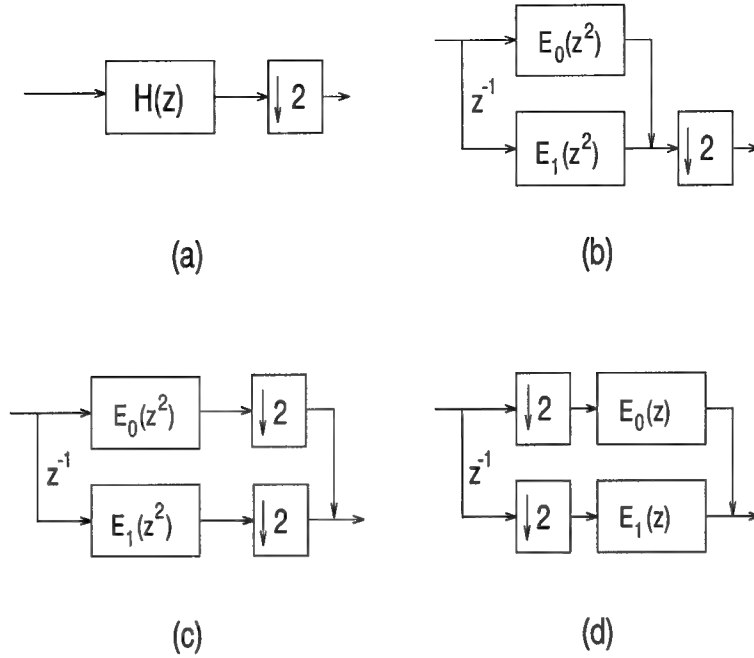 H(z)
↓ 2
(a)
E₀(z²)
z⁻¹
E₁(z²)
↓ 2
(b)
E₀(z²)
↓ 2
z⁻¹
E₁(z²)
↓ 2
(c)
↓ 2
E₀(z)
z⁻¹
↓ 2
E₁(z)
(d)